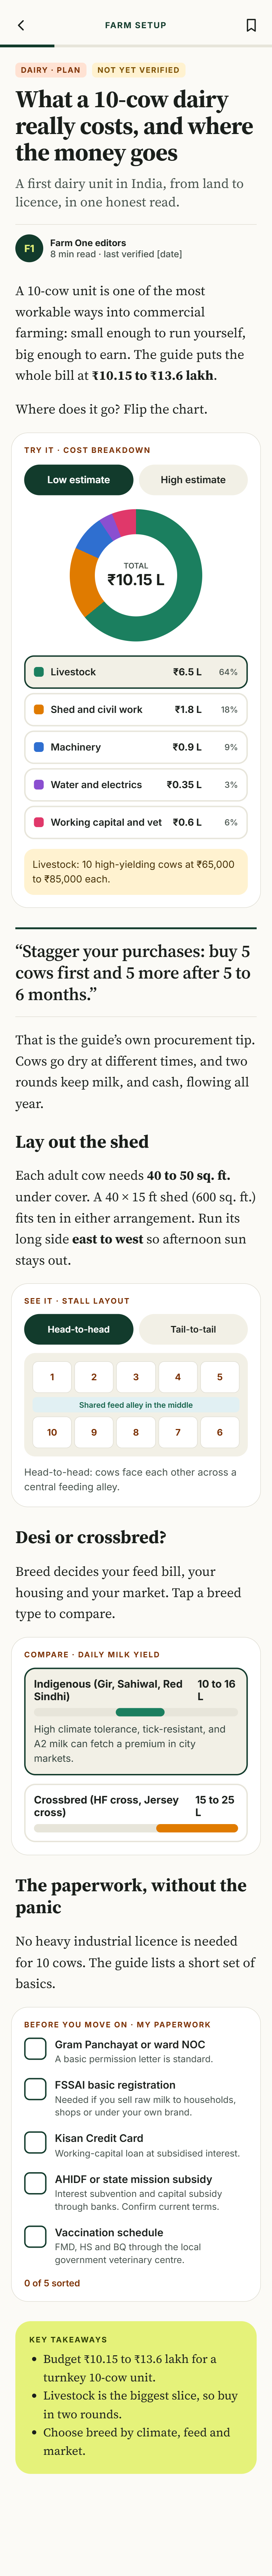 FARM SETUP
DAIRY · PLAN
NOT YET VERIFIED
What a 10-cow dairy
really costs, and where
the money goes
A first dairy unit in India, from land to
licence, in one honest read.
F1
Farm One editors
8 min read · last verified [date]
A 10-cow unit is one of the most
workable ways into commercial
farming: small enough to run yourself,
big enough to earn. The guide puts the
whole bill at ₹10.15 to ₹13.6 lakh.
Where does it go? Flip the chart.
TRY IT · COST BREAKDOWN
Low estimate
High estimate
TOTAL
₹10.15 L
Livestock ₹6.5 L 64%
Shed and civil work ₹1.8 L 18%
Machinery ₹0.9 L 9%
Water and electrics ₹0.35 L 3%
Working capital and vet ₹0.6 L 6%
Livestock: 10 high-yielding cows at ₹65,000
to ₹85,000 each.
“Stagger your purchases: buy 5
cows first and 5 more after 5 to
6 months.”
That is the guide’s own procurement tip.
Cows go dry at different times, and two
rounds keep milk, and cash, flowing all
year.
Lay out the shed
Each adult cow needs 40 to 50 sq. ft.
under cover. A 40 × 15 ft shed (600 sq. ft.)
fits ten in either arrangement. Run its
long side east to west so afternoon sun
stays out.
SEE IT · STALL LAYOUT
Head-to-head
Tail-to-tail
1 2 3 4 5
Shared feed alley in the middle
10 9 8 7 6
Head-to-head: cows face each other across a
central feeding alley.
Desi or crossbred?
Breed decides your feed bill, your
housing and your market. Tap a breed
type to compare.
COMPARE · DAILY MILK YIELD
Indigenous (Gir, Sahiwal, Red
Sindhi)
10 to 16
L
High climate tolerance, tick-resistant, and
A2 milk can fetch a premium in city
markets.
Crossbred (HF cross, Jersey
cross)
15 to 25
L
The paperwork, without the
panic
No heavy industrial licence is needed
for 10 cows. The guide lists a short set of
basics.
BEFORE YOU MOVE ON · MY PAPERWORK
Gram Panchayat or ward NOC
A basic permission letter is standard.
FSSAI basic registration
Needed if you sell raw milk to households,
shops or under your own brand.
Kisan Credit Card
Working-capital loan at subsidised interest.
AHIDF or state mission subsidy
Interest subvention and capital subsidy
through banks. Confirm current terms.
Vaccination schedule
FMD, HS and BQ through the local
government veterinary centre.
0 of 5 sorted
KEY TAKEAWAYS
• Budget ₹10.15 to ₹13.6 lakh for a
turnkey 10-cow unit.
• Livestock is the biggest slice, so buy
in two rounds.
• Choose breed by climate, feed and
market.